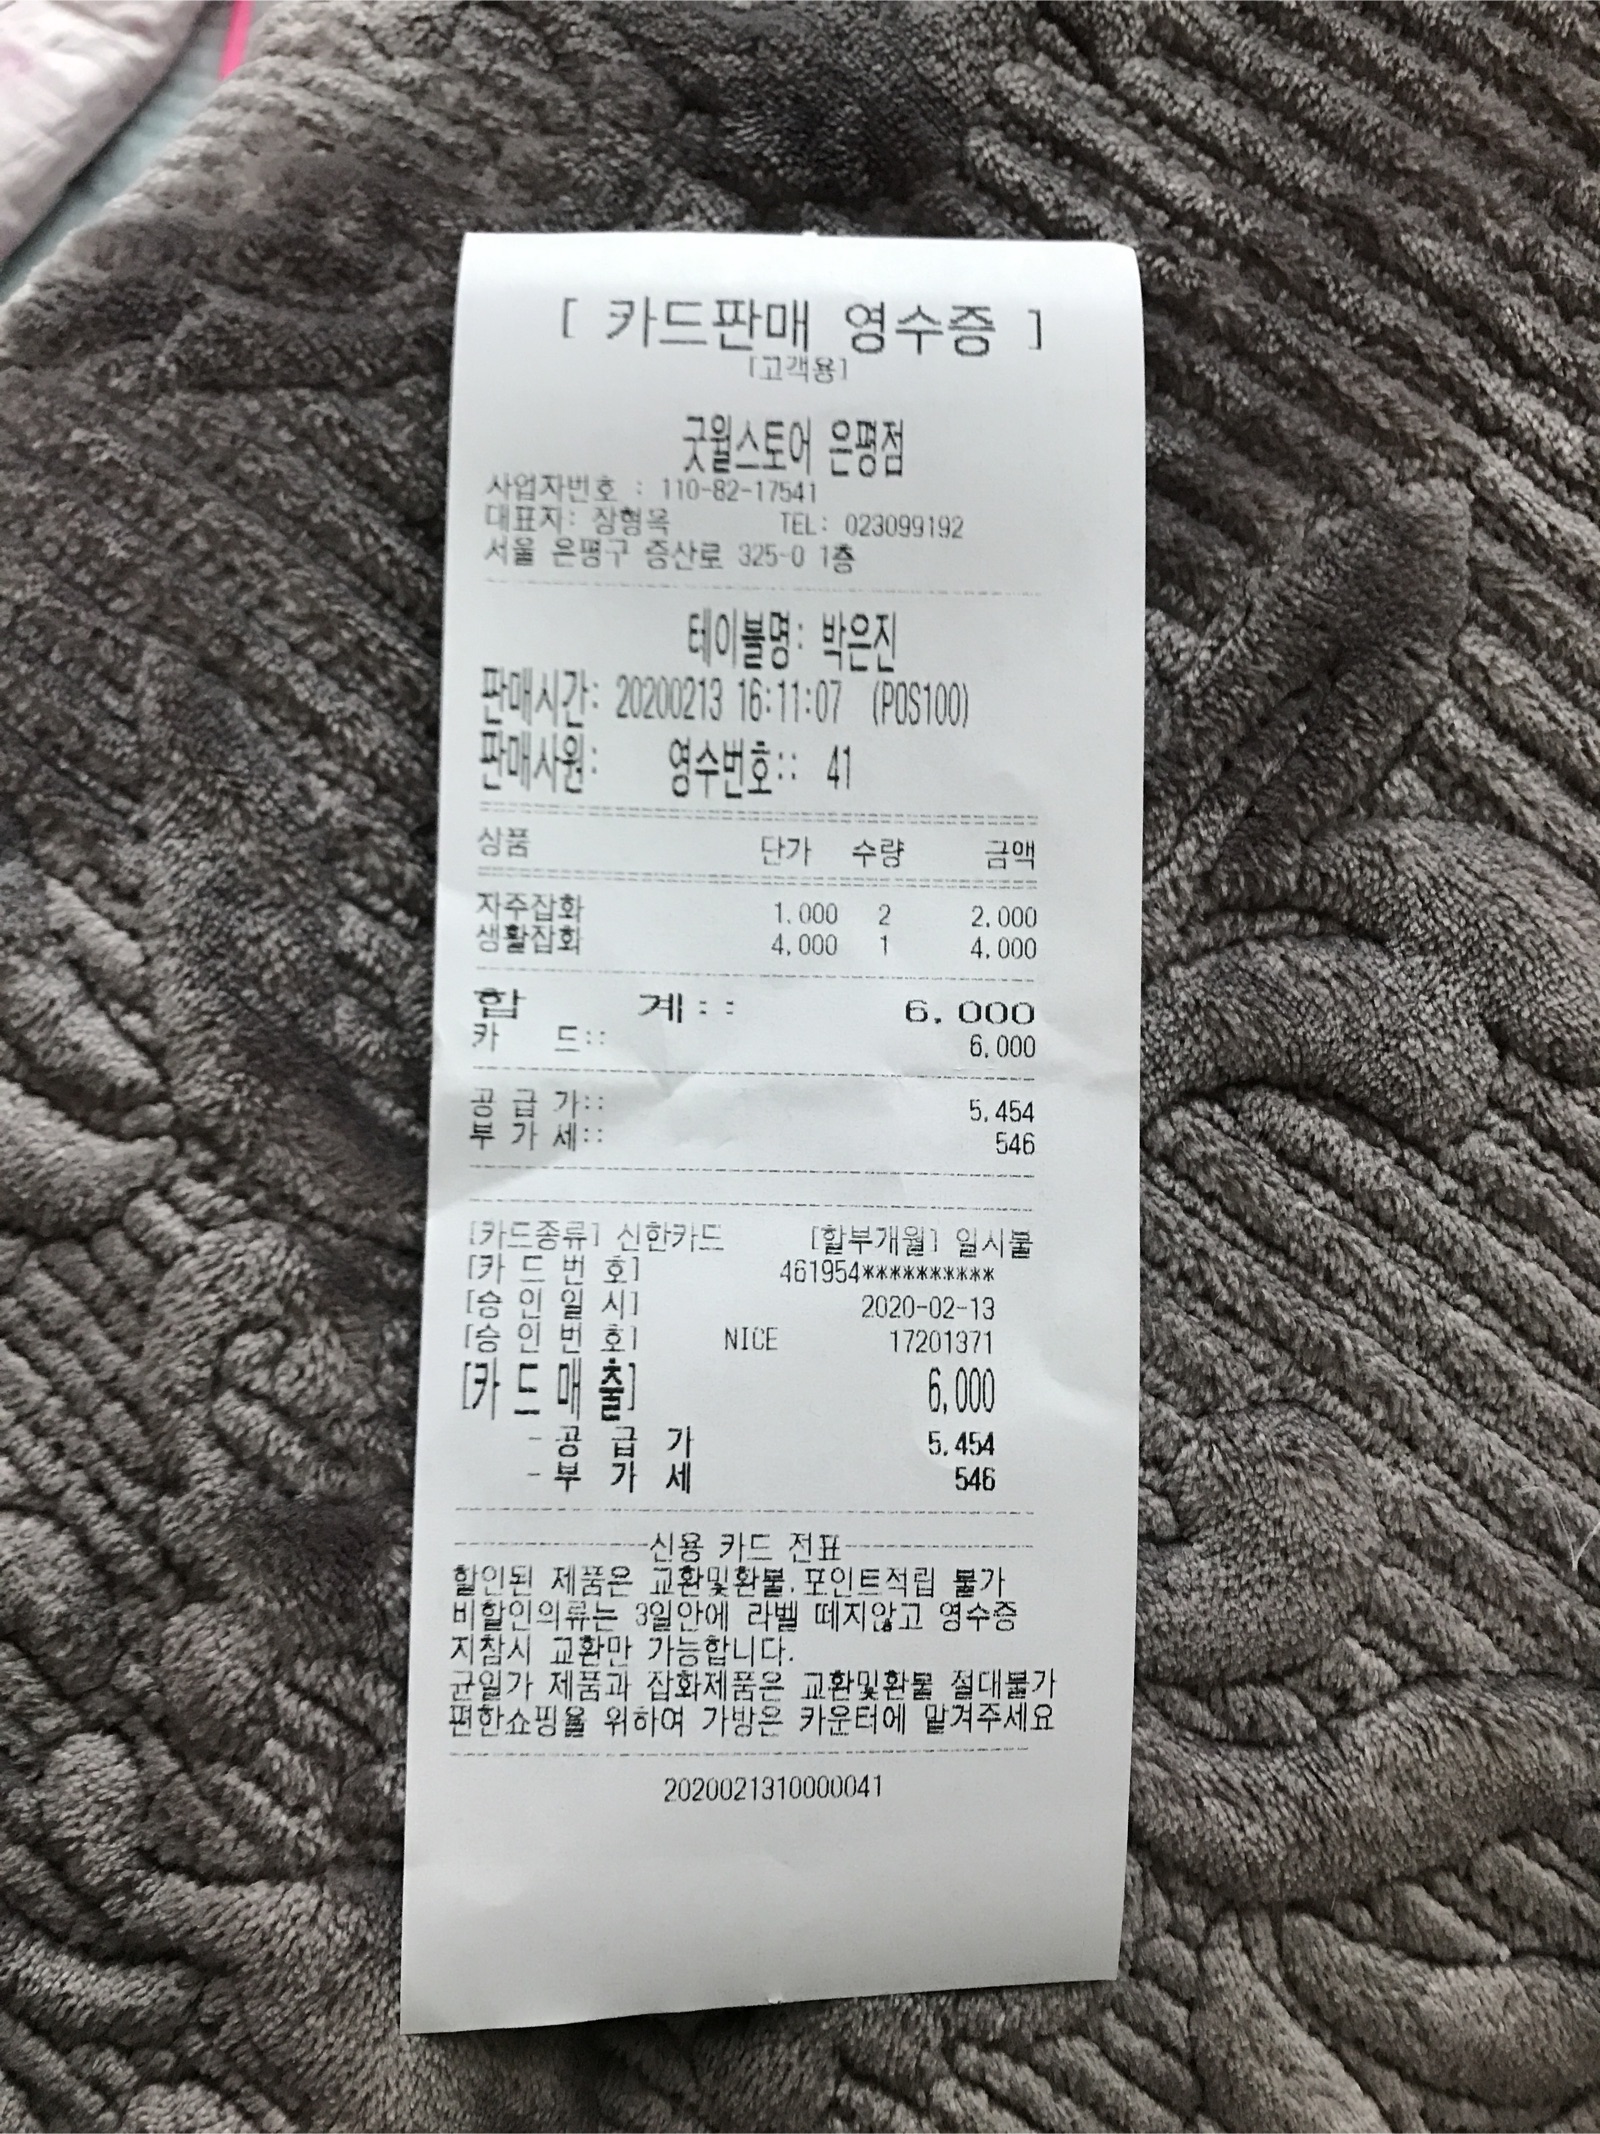 [ 카드판매 영수증 ]
[고객용]
굿윌스토어 은평점
사업자번호 : 110-82-17541
대표자: 장형옥 TEL: 023099192
서울 은평구 증산로 325-0 1층
테이블명: 박은진
판매시간: 20200213 16:11:07 (POS100)
판매사원: 영수번호:: 41
상품 단가 수량 금액
자주잡화 1,000 2 2,000
생활잡화 4,000 1 4,000
합 계:: 6,000
카 드:: 6,000
공 급 가:: 5,454
부 가 세:: 546
[카드종류] 신한카드 [할부개월] 일시불
[카 드 번 호] 461954**********
[승 인 일 시] 2020-02-13
[승 인 번 호] NICE 17201371
[카 드 매 출] 6,000
- 공 급 가 5,454
- 부 가 세 546
신용 카드 전표
할인된 제품은 교환및환불,포인트적립 불가
비할인의류는 3일안에 라벨 떼지않고 영수증
지참시 교환만 가능합니다.
균일가 제품과 잡화제품은 교환및환불 절대불가
편한쇼핑을 위하여 가방은 카운터에 맡겨주세요
2020021310000041